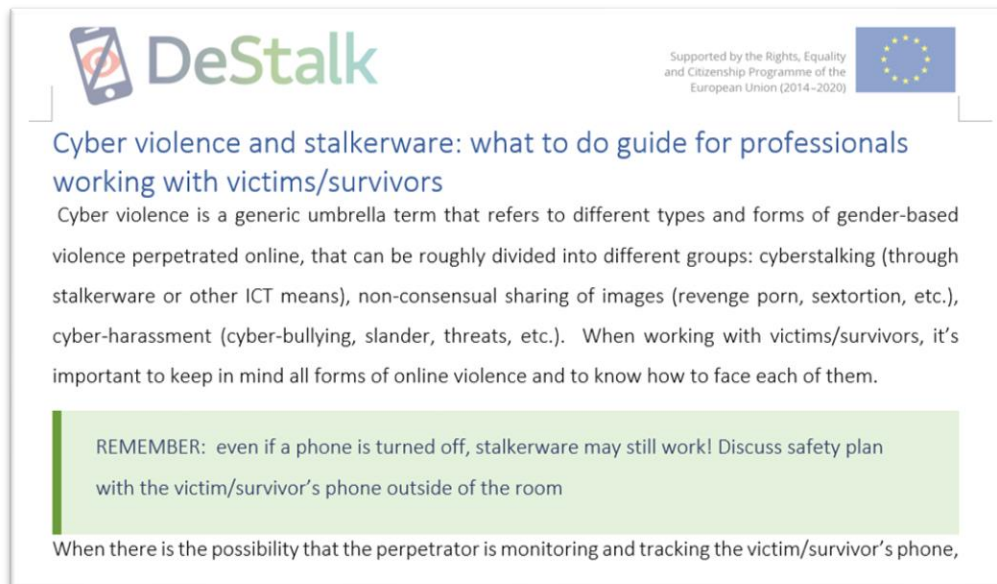 DeStalk
Supported by the Rights, Equality
and Citizenship Programme of the
European Union (2014–2020)
Cyber violence and stalkerware: what to do guide for professionals
working with victims/survivors
Cyber violence is a generic umbrella term that refers to different types and forms of gender-based
violence perpetrated online, that can be roughly divided into different groups: cyberstalking (through
stalkerware or other ICT means), non-consensual sharing of images (revenge porn, sextortion, etc.),
cyber-harassment (cyber-bullying, slander, threats, etc.). When working with victims/survivors, it's
important to keep in mind all forms of online violence and to know how to face each of them.
REMEMBER: even if a phone is turned off, stalkerware may still work! Discuss safety plan
with the victim/survivor's phone outside of the room
When there is the possibility that the perpetrator is monitoring and tracking the victim/survivor's phone,